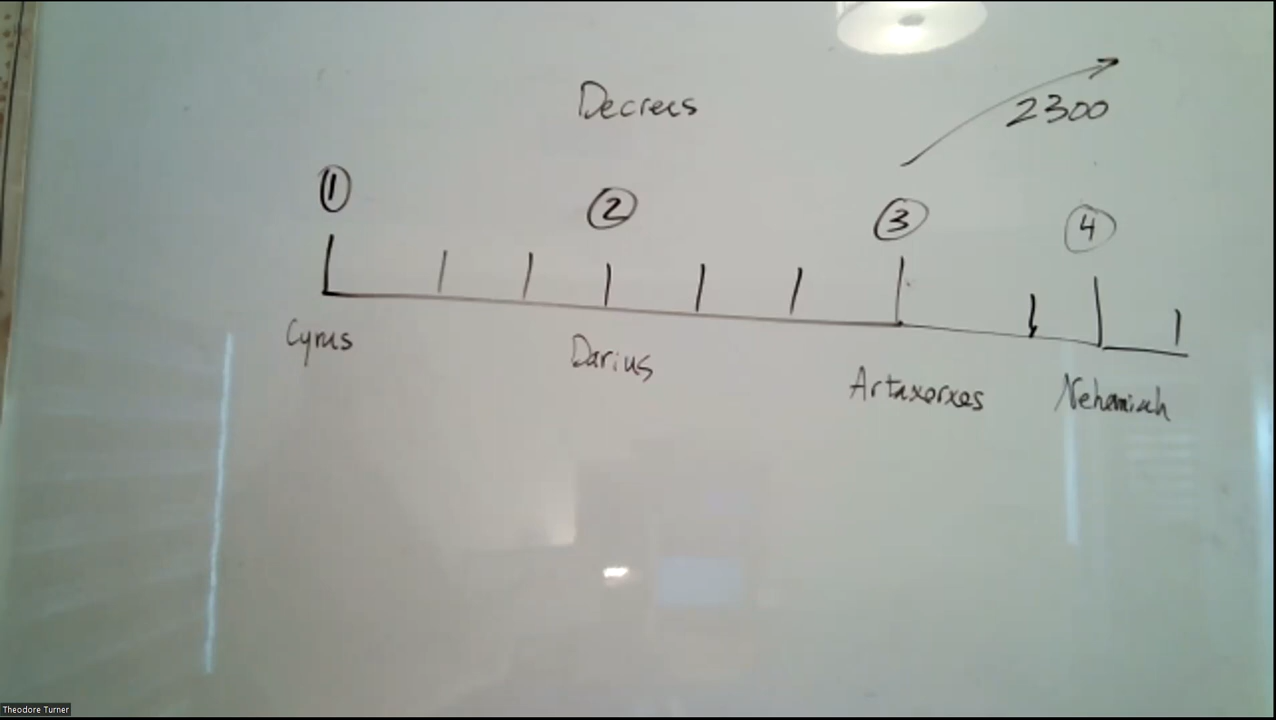 Decrees
2300
①
②
③
④
Cyrus
Darius
Artaxerxes
Nehemiah
Theodore Turner